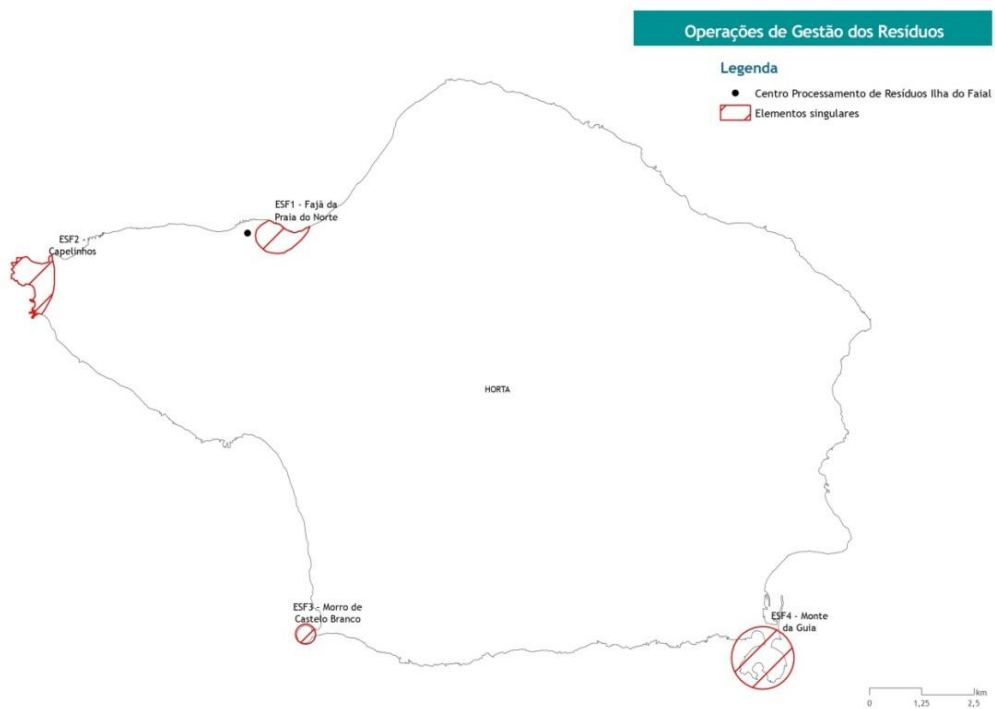 Operações de Gestão dos Resíduos
Legenda
Centro Processamento de Resíduos Ilha do Faial
Elementos singulares
ESF1 - Fajã da
Praia do Norte
ESF2 -
Capelinhos
HORTA
ESF3 - Morro de
Castelo Branco
ESF4 - Monte
da Guia
km
0 1,25 2,5